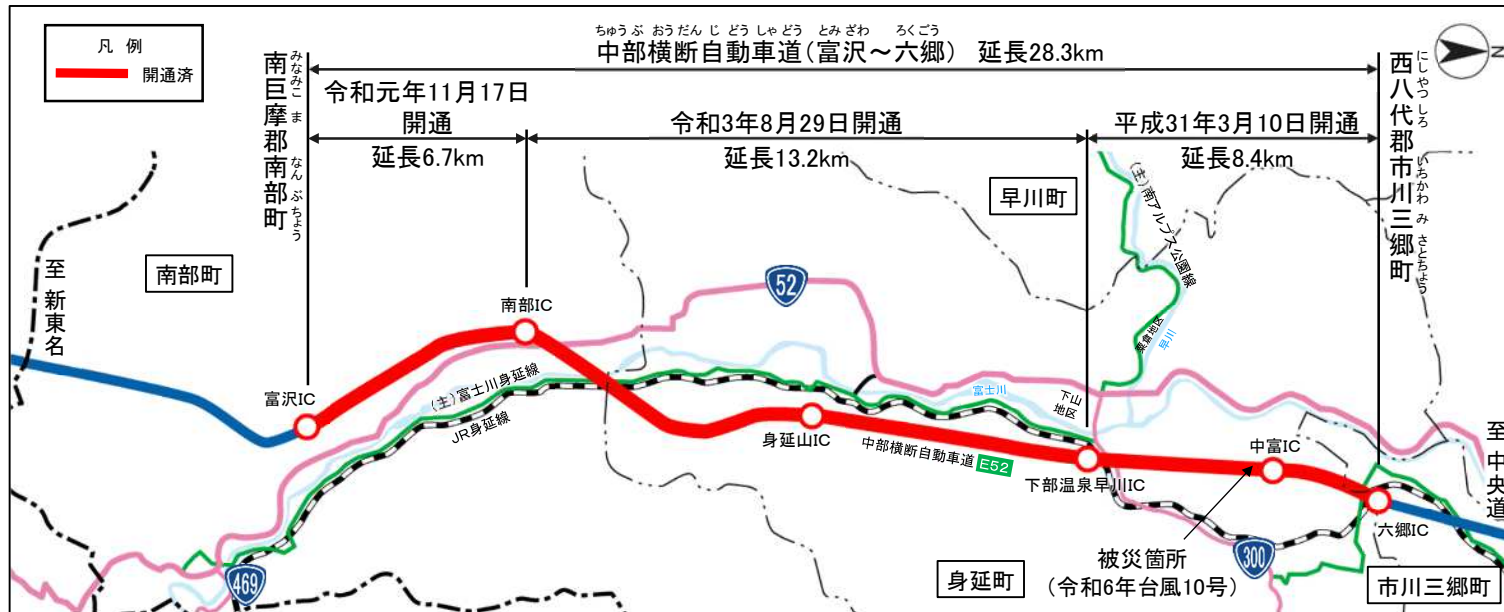 凡 例
開通済
ちゅうぶ おうだん じ どうしゃどう とみざわ ろくごう
中部横断自動車道(富沢～六郷) 延長28.3km
N
南巨摩郡南部町
みなみこ ま なんぶちょう
令和元年11月17日
開通
延長6.7km
令和3年8月29日開通
延長13.2km
平成31年3月10日開通
延長8.4km
西八代郡市川三郷町
にしやつしろ いちかわ み さとちょう
早川町
南部町
至 新東名
52
(主)南アルプス公園線
粟倉地区
早川
南部IC
富沢IC
(主)富士川身延線
JR身延線
富士川
下山
地区
身延山IC
中部横断自動車道 E52
下部温泉早川IC
中富IC
六郷IC
至 中央道
被災箇所
(令和6年台風10号)
300
469
身延町
市川三郷町